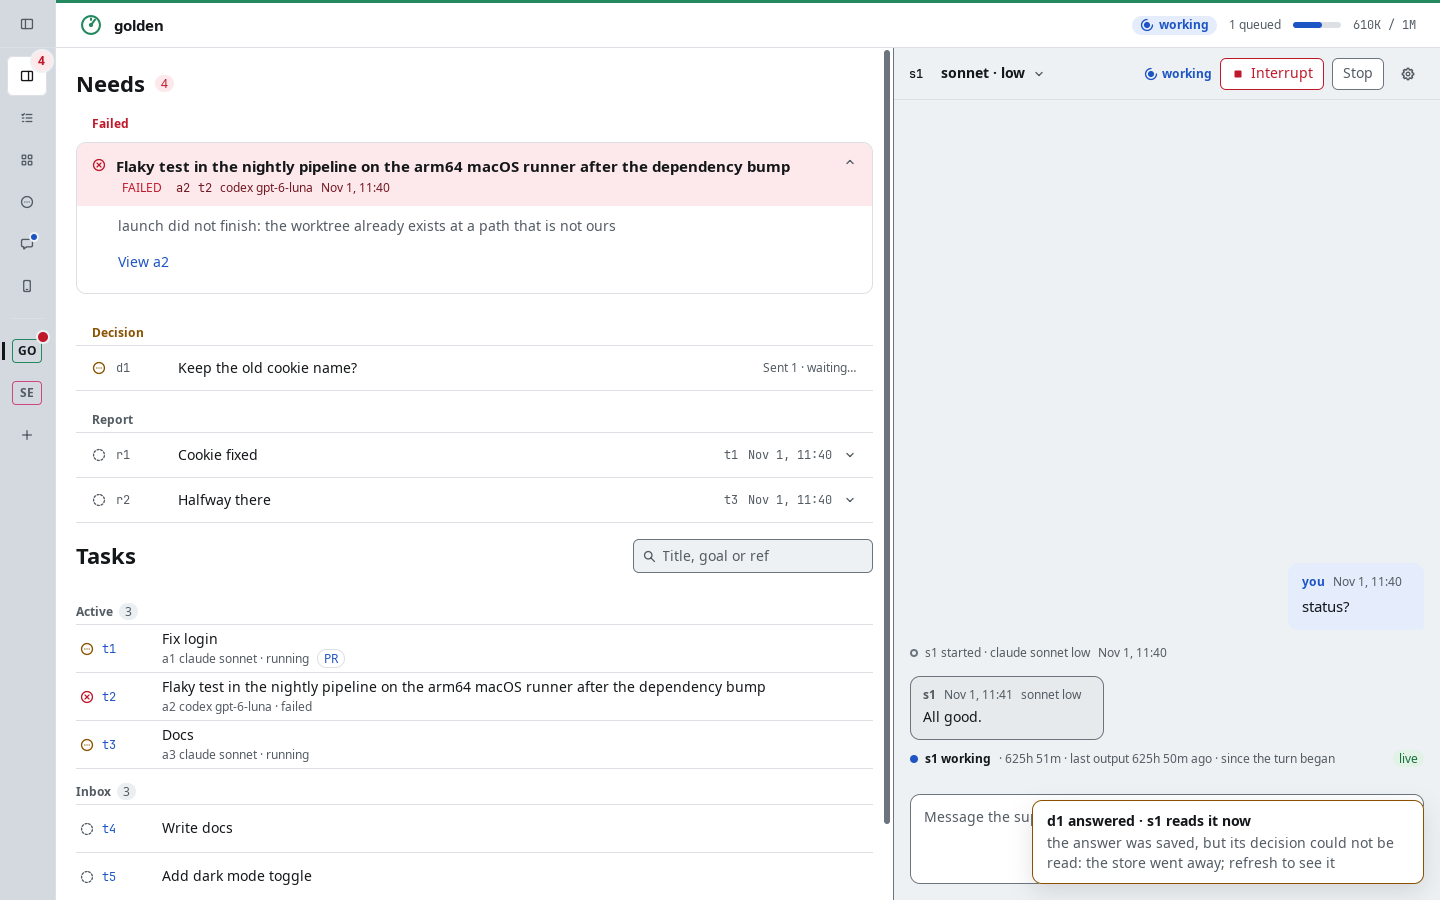 golden
working
1 queued
610K / 1M
4
GO
SE
Needs 4
Failed
Flaky test in the nightly pipeline on the arm64 macOS runner after the dependency bump
FAILED a2 t2 codex gpt-6-luna Nov 1, 11:40
launch did not finish: the worktree already exists at a path that is not ours
View a2
Decision
d1 Keep the old cookie name? Sent 1 · waiting…
Report
r1 Cookie fixed t1 Nov 1, 11:40
r2 Halfway there t3 Nov 1, 11:40
Tasks
Title, goal or ref
Active 3
t1 Fix login
a1 claude sonnet · running PR
t2 Flaky test in the nightly pipeline on the arm64 macOS runner after the dependency bump
a2 codex gpt-6-luna · failed
t3 Docs
a3 claude sonnet · running
Inbox 3
t4 Write docs
t5 Add dark mode toggle
s1 sonnet · low
working
Interrupt
Stop
you Nov 1, 11:40
status?
s1 started · claude sonnet low Nov 1, 11:40
s1 Nov 1, 11:41 sonnet low
All good.
s1 working · 625h 51m · last output 625h 50m ago · since the turn began live
Message the su
d1 answered · s1 reads it now
the answer was saved, but its decision could not be
read: the store went away; refresh to see it